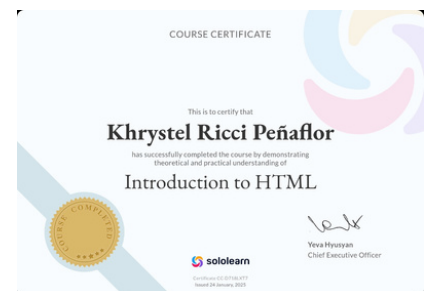 COURSE CERTIFICATE
This is to certify that
Khrystel Ricci Peñaflor
has successfully completed the course by demonstrating
theoretical and practical understanding of
Introduction to HTML
COURSE COMPLETED
Yeva Hyusyan
Chief Executive Officer
sololearn
Issued 24 January, 2025